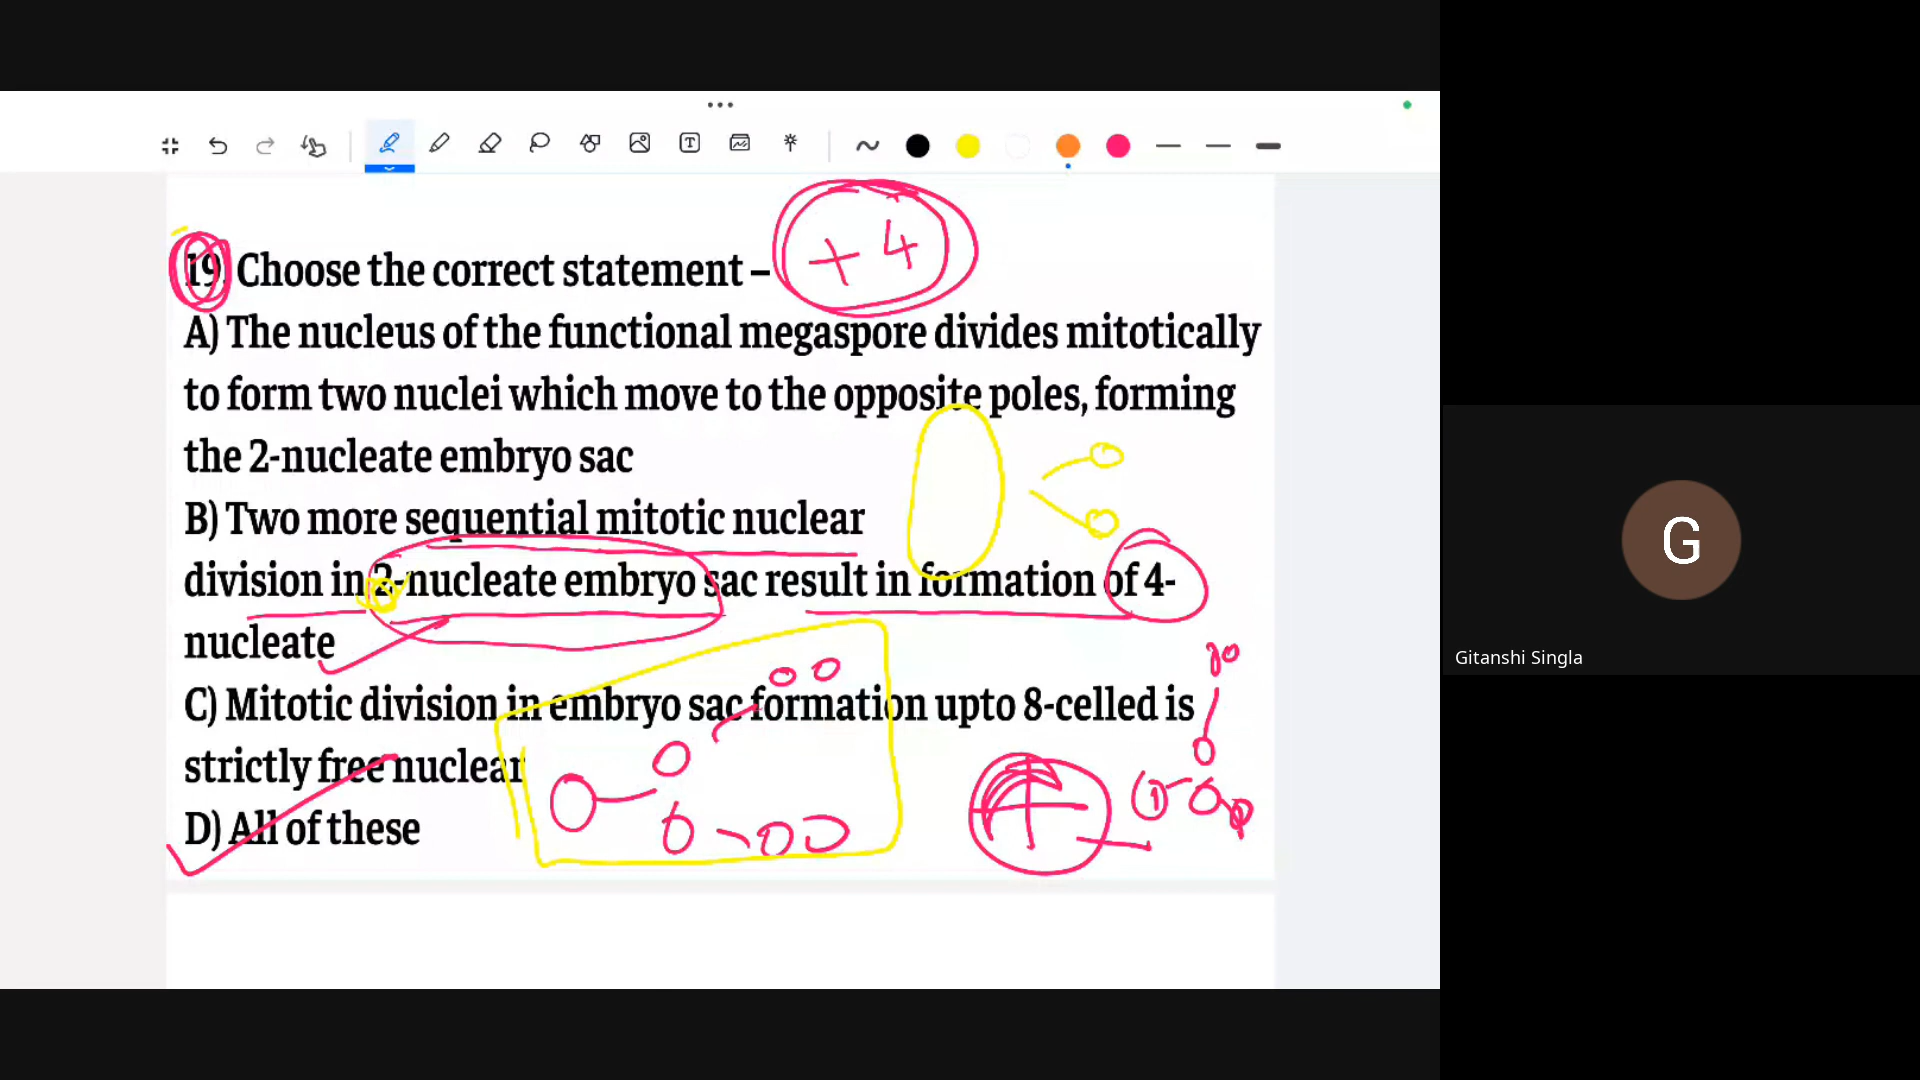 +4
19. Choose the correct statement –
A) The nucleus of the functional megaspore divides mitotically
to form two nuclei which move to the opposite poles, forming
the 2-nucleate embryo sac
B) Two more sequential mitotic nuclear
division in 2-nucleate embryo sac result in formation of 4-
nucleate
C) Mitotic division in embryo sac formation upto 8-celled is
strictly free nuclear
D) All of these
G
Gitanshi Singla